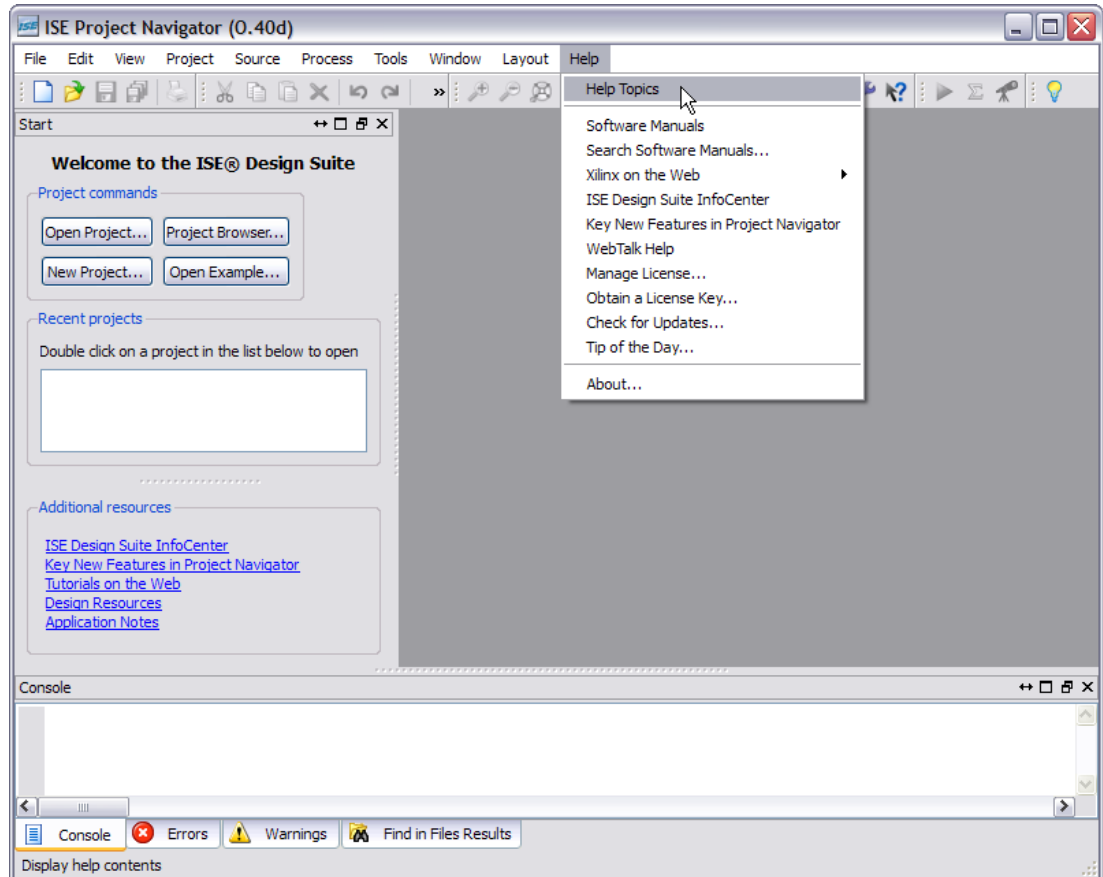 ISE Project Navigator (O.40d)
File Edit View Project Source Process Tools Window Layout Help
»
Start
Welcome to the ISE® Design Suite
Project commands
Open Project... Project Browser...
New Project... Open Example...
Recent projects
Double click on a project in the list below to open
Additional resources
ISE Design Suite InfoCenter
Key New Features in Project Navigator
Tutorials on the Web
Design Resources
Application Notes
Help Topics
Software Manuals
Search Software Manuals...
Xilinx on the Web
ISE Design Suite InfoCenter
Key New Features in Project Navigator
WebTalk Help
Manage License...
Obtain a License Key...
Check for Updates...
Tip of the Day...
About...
Console
Console Errors Warnings Find in Files Results
Display help contents